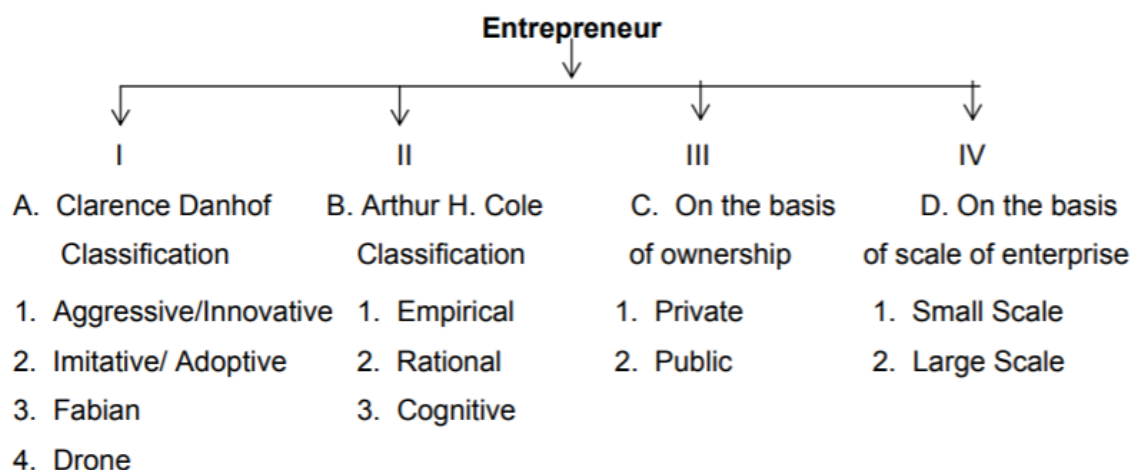 Entrepreneur
I
II
III
IV
A. Clarence Danhof
Classification
1. Aggressive/Innovative
2. Imitative/ Adoptive
3. Fabian
4. Drone
B. Arthur H. Cole
Classification
1. Empirical
2. Rational
3. Cognitive
C. On the basis
of ownership
1. Private
2. Public
D. On the basis
of scale of enterprise
1. Small Scale
2. Large Scale